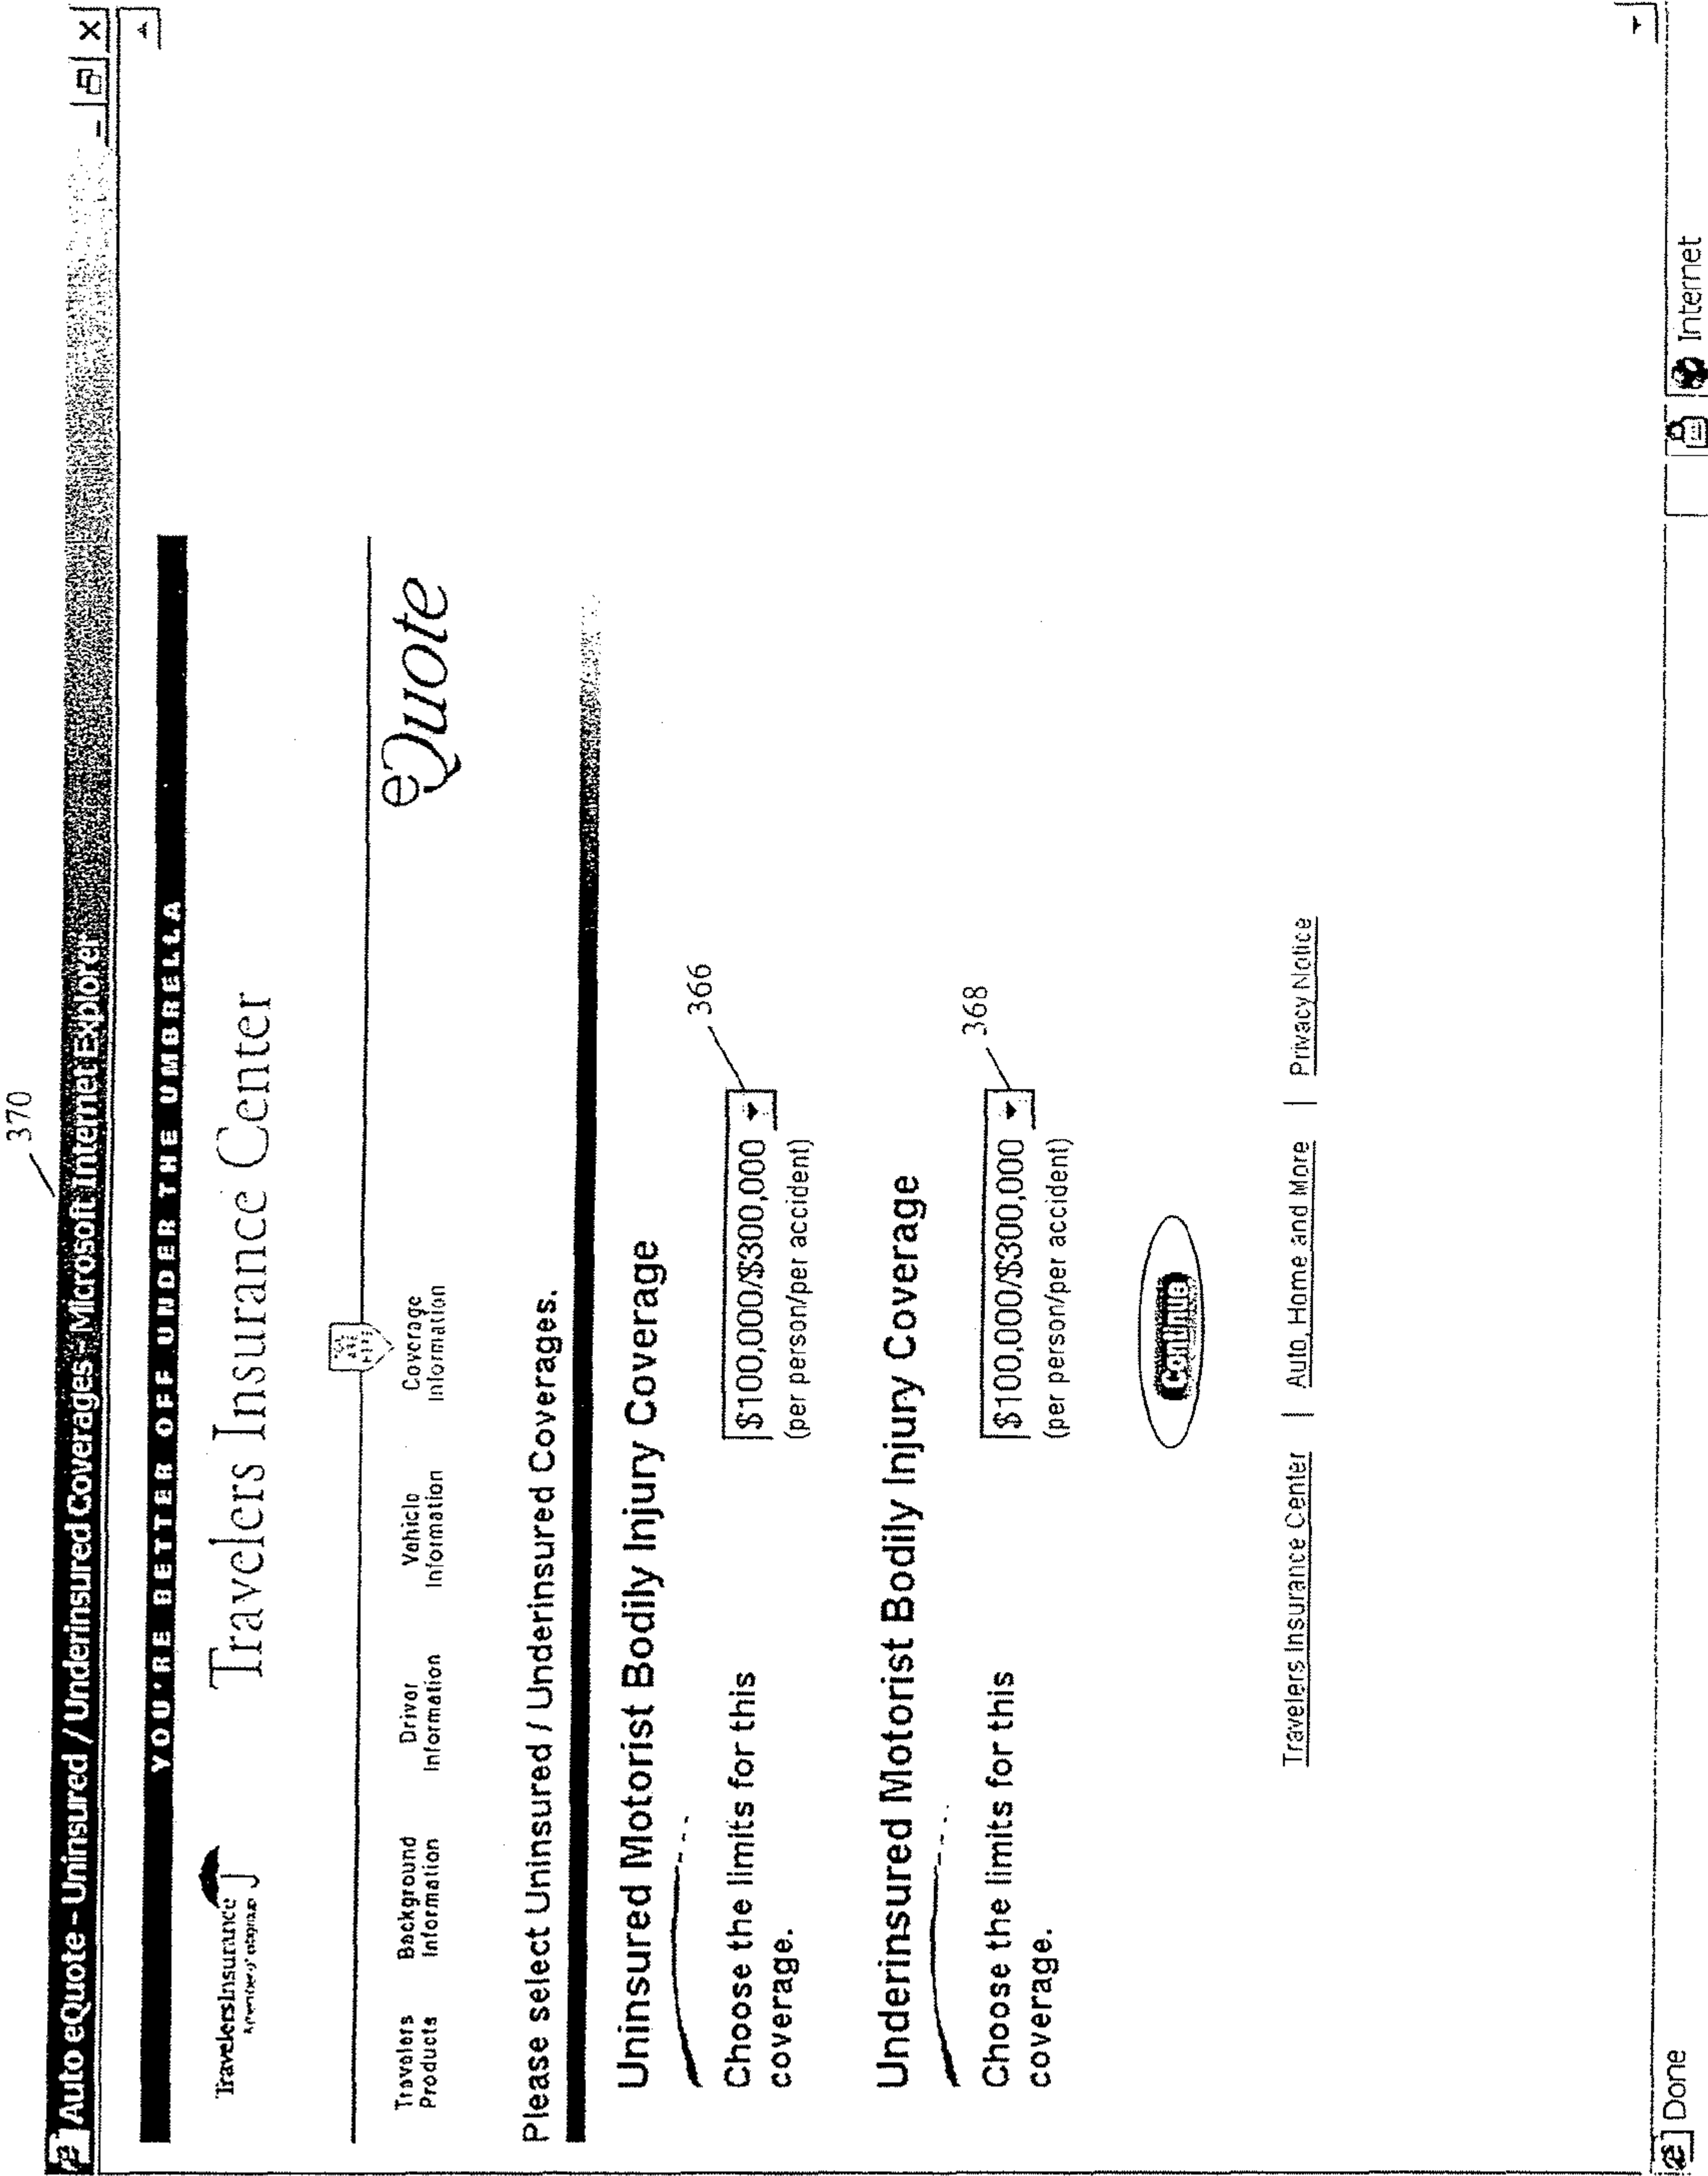 370
Auto eQuote - Uninsured / Underinsured Coverages - Microsoft Internet Explorer
YOU'RE BETTER OFF UNDER THE UMBRELLA
TravelersInsurance
Travelers Insurance Center
Travelers Products
Background Information
Driver Information
Vehicle Information
Coverage Information
eQuote
Please select Uninsured / Underinsured Coverages.
Uninsured Motorist Bodily Injury Coverage
366
Choose the limits for this
coverage.
$100,000/$300,000
(per person/per accident)
Underinsured Motorist Bodily Injury Coverage
368
Choose the limits for this
coverage.
$100,000/$300,000
(per person/per accident)
Continue
Travelers Insurance Center | Auto, Home and More | Privacy Notice
Done
Internet